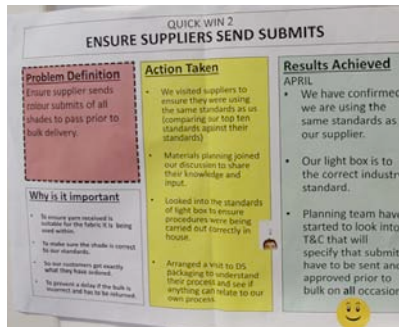 QUICK WIN 2
ENSURE SUPPLIERS SEND SUBMITS
Problem Definition
Ensure supplier sends
colour submits of all
shades to pass prior to
bulk delivery.
Why is it important
To ensure yarn received is
suitable for the fabric it is being
used within.
To make sure the shade is correct
to our standards.
So our customers get exactly
what they have ordered.
To prevent a delay if the bulk is
incorrect and has to be returned.
Action Taken
We visited suppliers to
ensure they were using
the same standards as us
(comparing our top ten
standards against their
standards)
Materials planning joined
our discussion to share
their knowledge and
input.
Looked into the standards
of light box to ensure
procedures were being
carried out correctly in
house.
Arranged a visit to DS
packaging to understand
their process and see if
anything can relate to our
own process.
Results Achieved
APRIL
We have confirmed
we are using the
same standards as
our supplier.
Our light box is to
the correct industry
standard.
Planning team have
started to look into
T&C that will
specify that submit
have to be sent and
approved prior to
bulk on all occasion